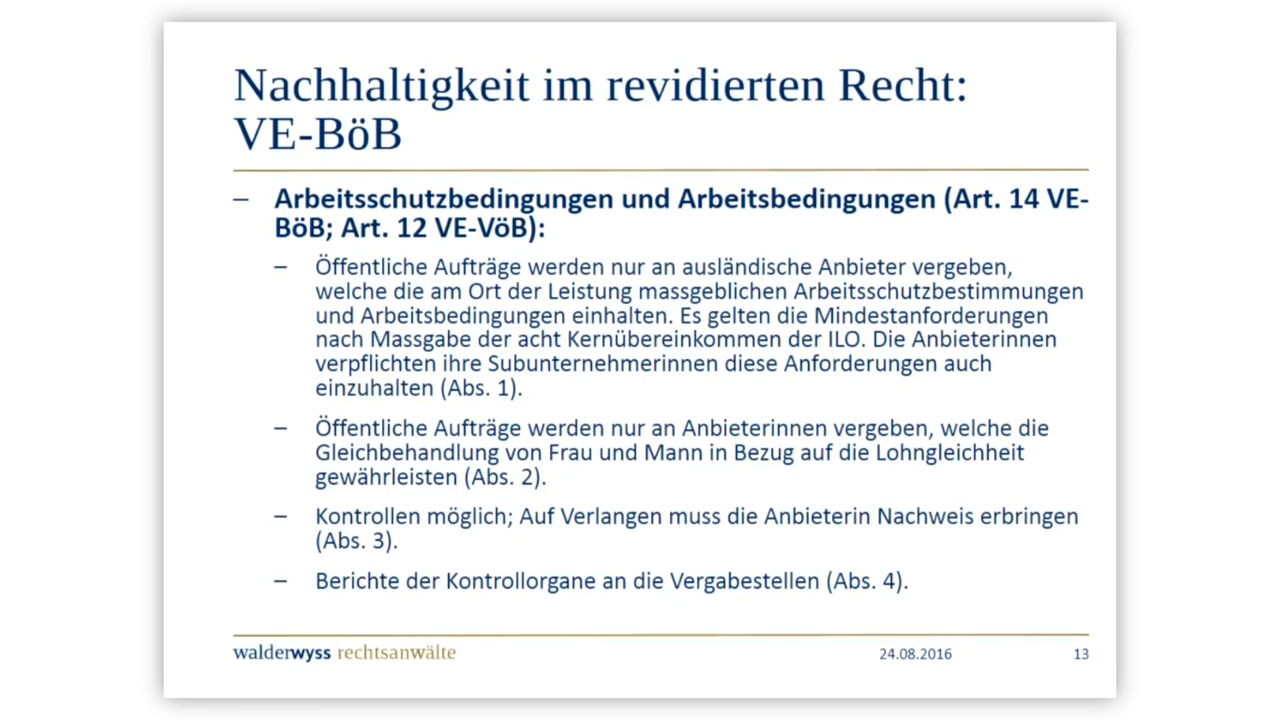 Nachhaltigkeit im revidierten Recht:
VE-BöB
– Arbeitsschutzbedingungen und Arbeitsbedingungen (Art. 14 VE-
BöB; Art. 12 VE-VöB):
– Öffentliche Aufträge werden nur an ausländische Anbieter vergeben,
welche die am Ort der Leistung massgeblichen Arbeitsschutzbestimmungen
und Arbeitsbedingungen einhalten. Es gelten die Mindestanforderungen
nach Massgabe der acht Kernübereinkommen der ILO. Die Anbieterinnen
verpflichten ihre Subunternehmerinnen diese Anforderungen auch
einzuhalten (Abs. 1).
– Öffentliche Aufträge werden nur an Anbieterinnen vergeben, welche die
Gleichbehandlung von Frau und Mann in Bezug auf die Lohngleichheit
gewährleisten (Abs. 2).
– Kontrollen möglich; Auf Verlangen muss die Anbieterin Nachweis erbringen
(Abs. 3).
– Berichte der Kontrollorgane an die Vergabestellen (Abs. 4).
walderwyss rechtsanwälte 24.08.2016 13